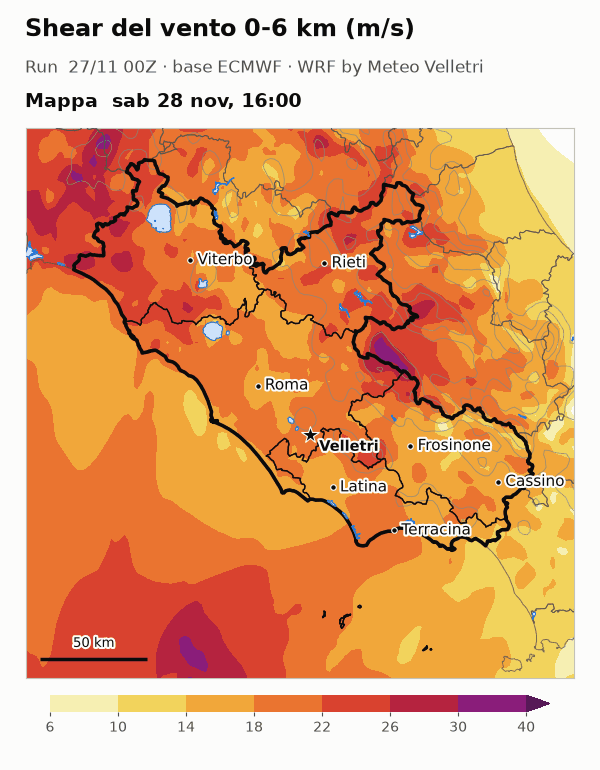 Shear del vento 0-6 km (m/s)
Run  27/11 00Z · base ECMWF · WRF by Meteo Velletri
Mappa  sab 28 nov, 16:00
Viterbo
Rieti
Roma
Velletri
Frosinone
Cassino
Latina
Terracina
50 km
6 10 14 18 22 26 30 40